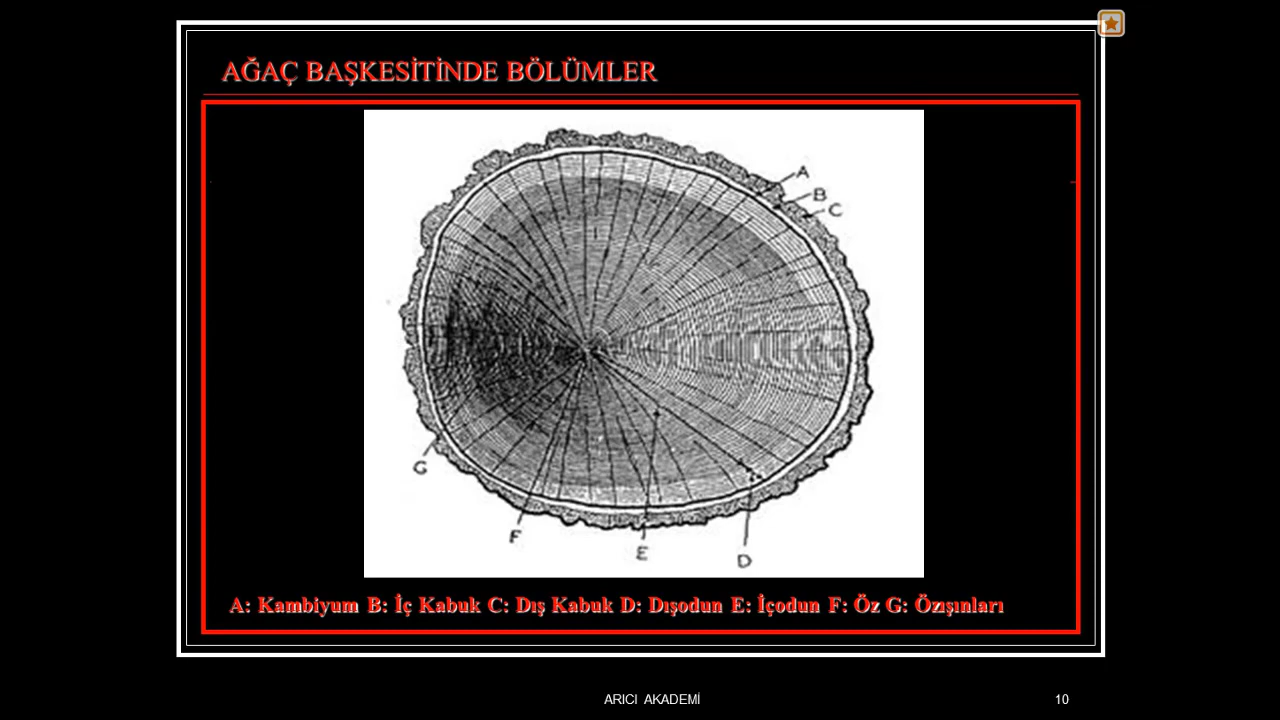 AĞAÇ BAŞKESİTİNDE BÖLÜMLER
A
B
C
G
F
E
D
A: Kambiyum B: İç Kabuk C: Dış Kabuk D: Dışodun E: İçodun F: Öz G: Özışınları
ARICI AKADEMİ
10